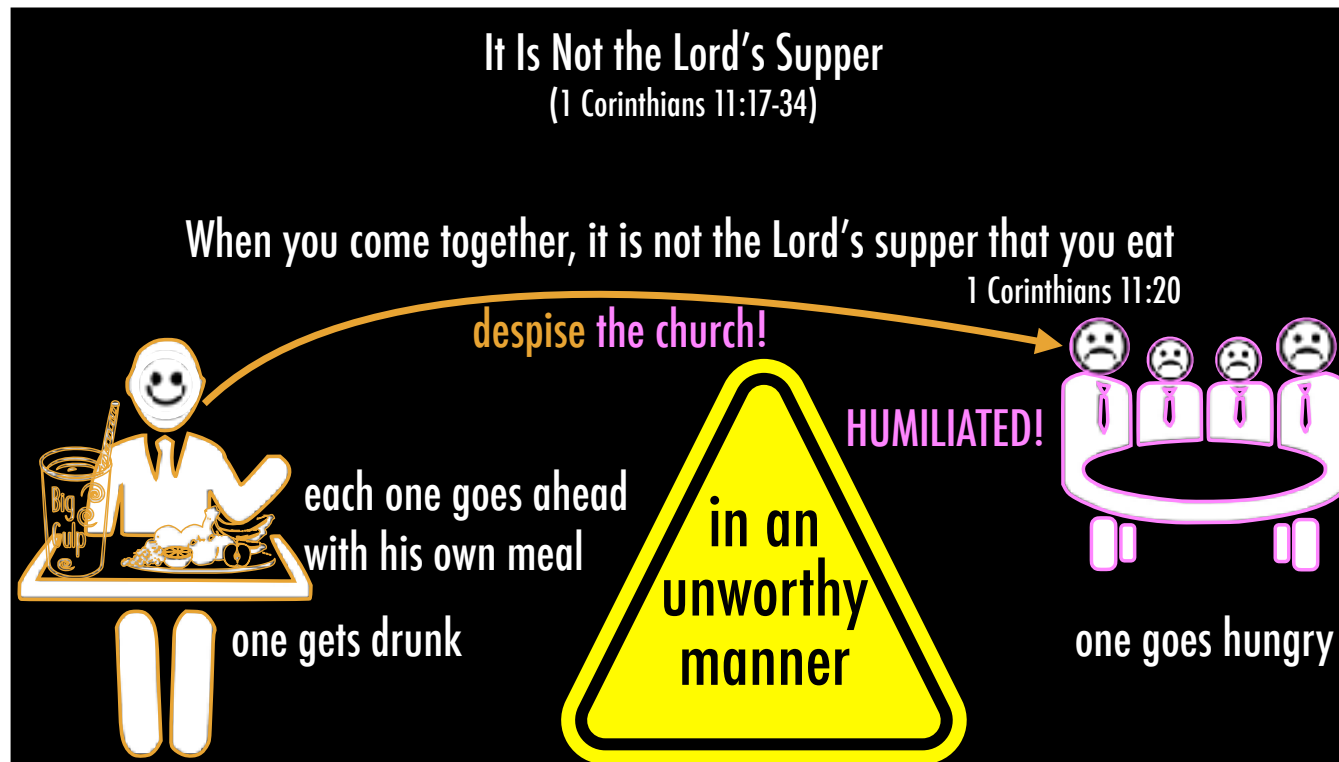 It Is Not the Lord’s Supper
(1 Corinthians 11:17-34)
When you come together, it is not the Lord’s supper that you eat
1 Corinthians 11:20
despise the church!
HUMILIATED!
Big
Gulp
each one goes ahead
with his own meal
in an
unworthy
manner
one gets drunk
one goes hungry